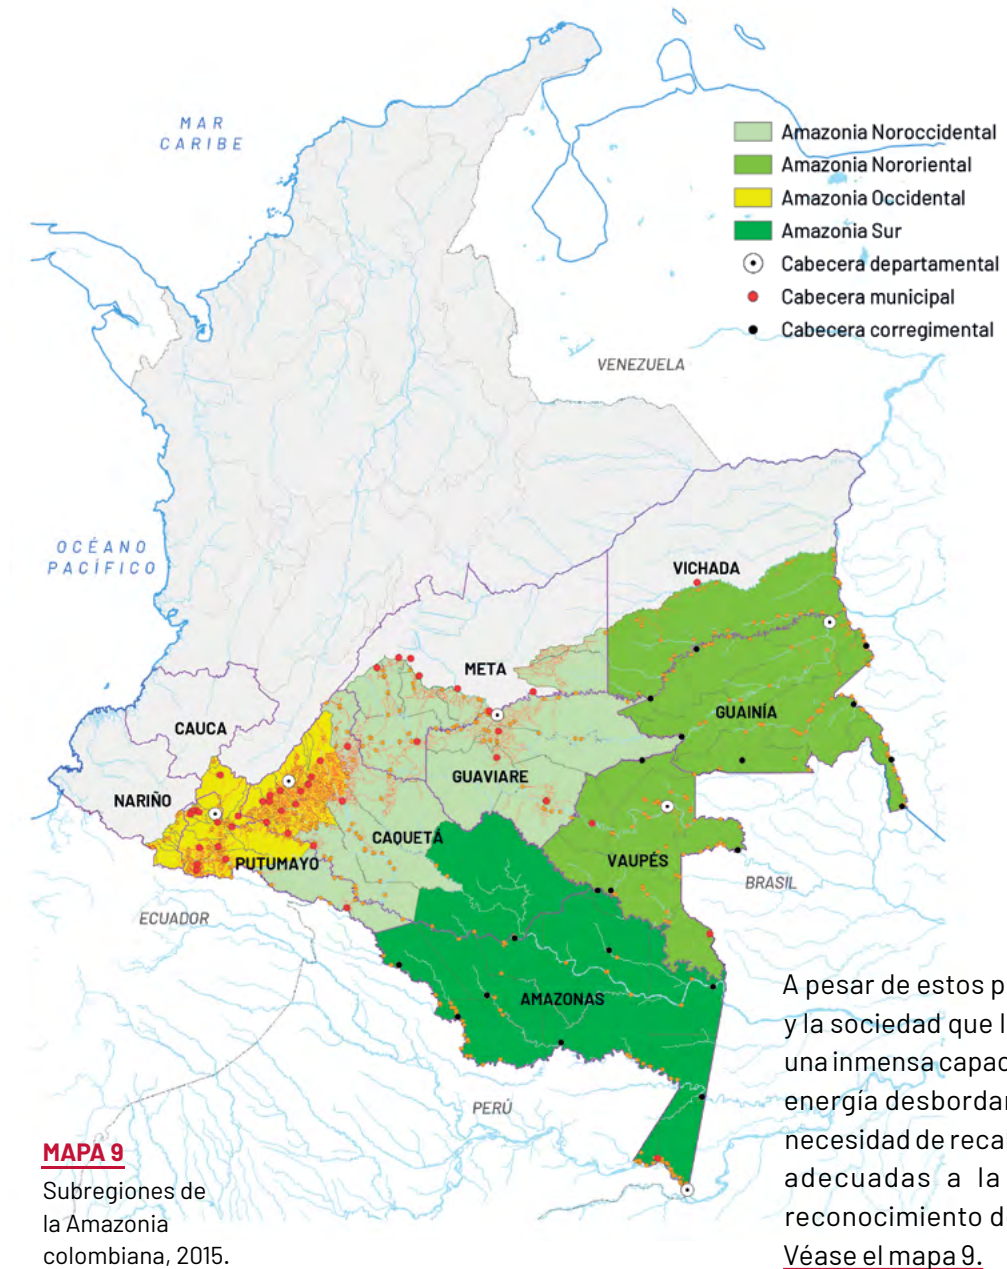 MAR
CARIBE
Amazonia Noroccidental
Amazonia Nororiental
Amazonia Occidental
Amazonia Sur
Cabecera departamental
Cabecera municipal
Cabecera corregimental
VENEZUELA
OCÉANO
PACÍFICO
VICHADA
META
CAUCA
GUAINÍA
GUAVIARE
NARIÑO
CAQUETÁ
PUTUMAYO
VAUPÉS
BRASIL
ECUADOR
AMAZONAS
PERÚ
MAPA 9
Subregiones de
la Amazonia
colombiana, 2015.
A pesar de estos p
y la sociedad que l
una inmensa capac
energía desbordar
necesidad de reca
adecuadas a la
reconocimiento d
Véase el mapa 9.